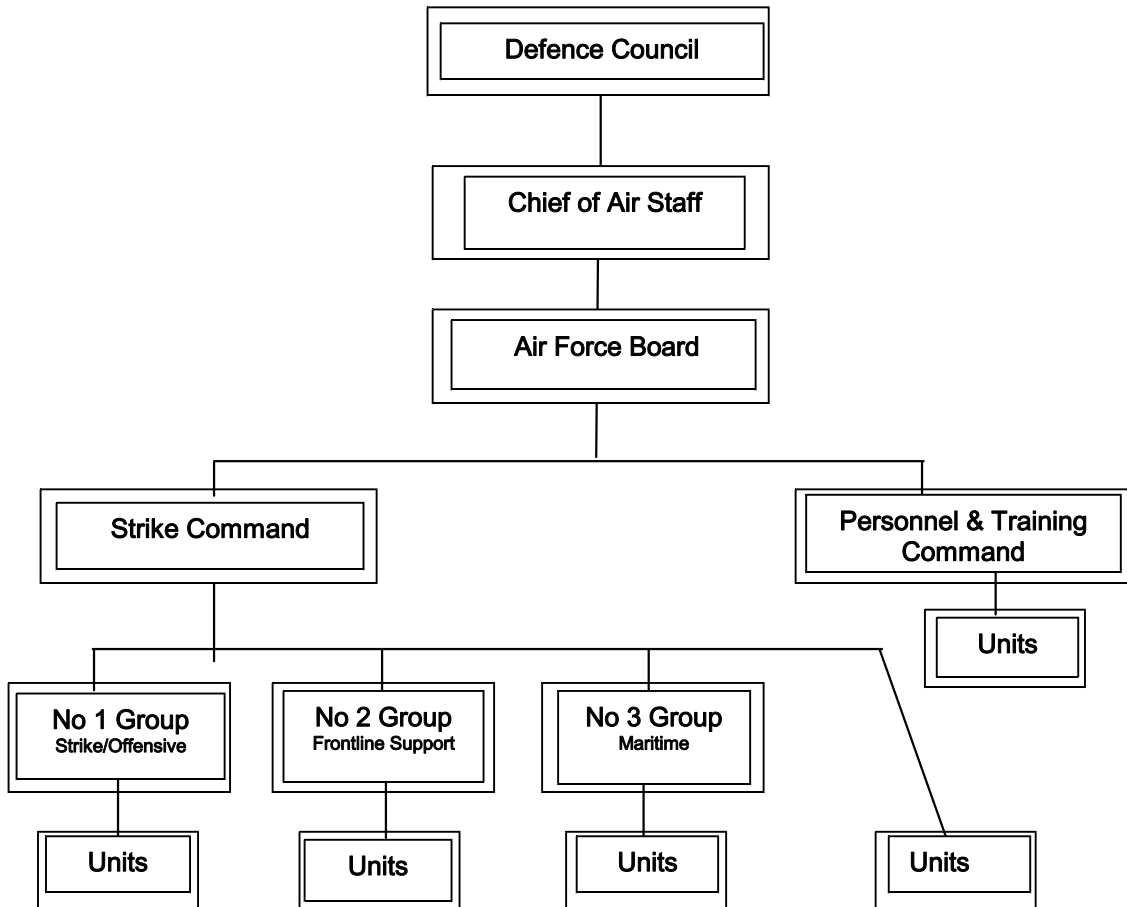 Defence Council
Chief of Air Staff
Air Force Board
Strike Command
Personnel & Training
Command
Units
No 1 Group
Strike/Offensive
No 2 Group
Frontline Support
No 3 Group
Maritime
Units
Units
Units
Units